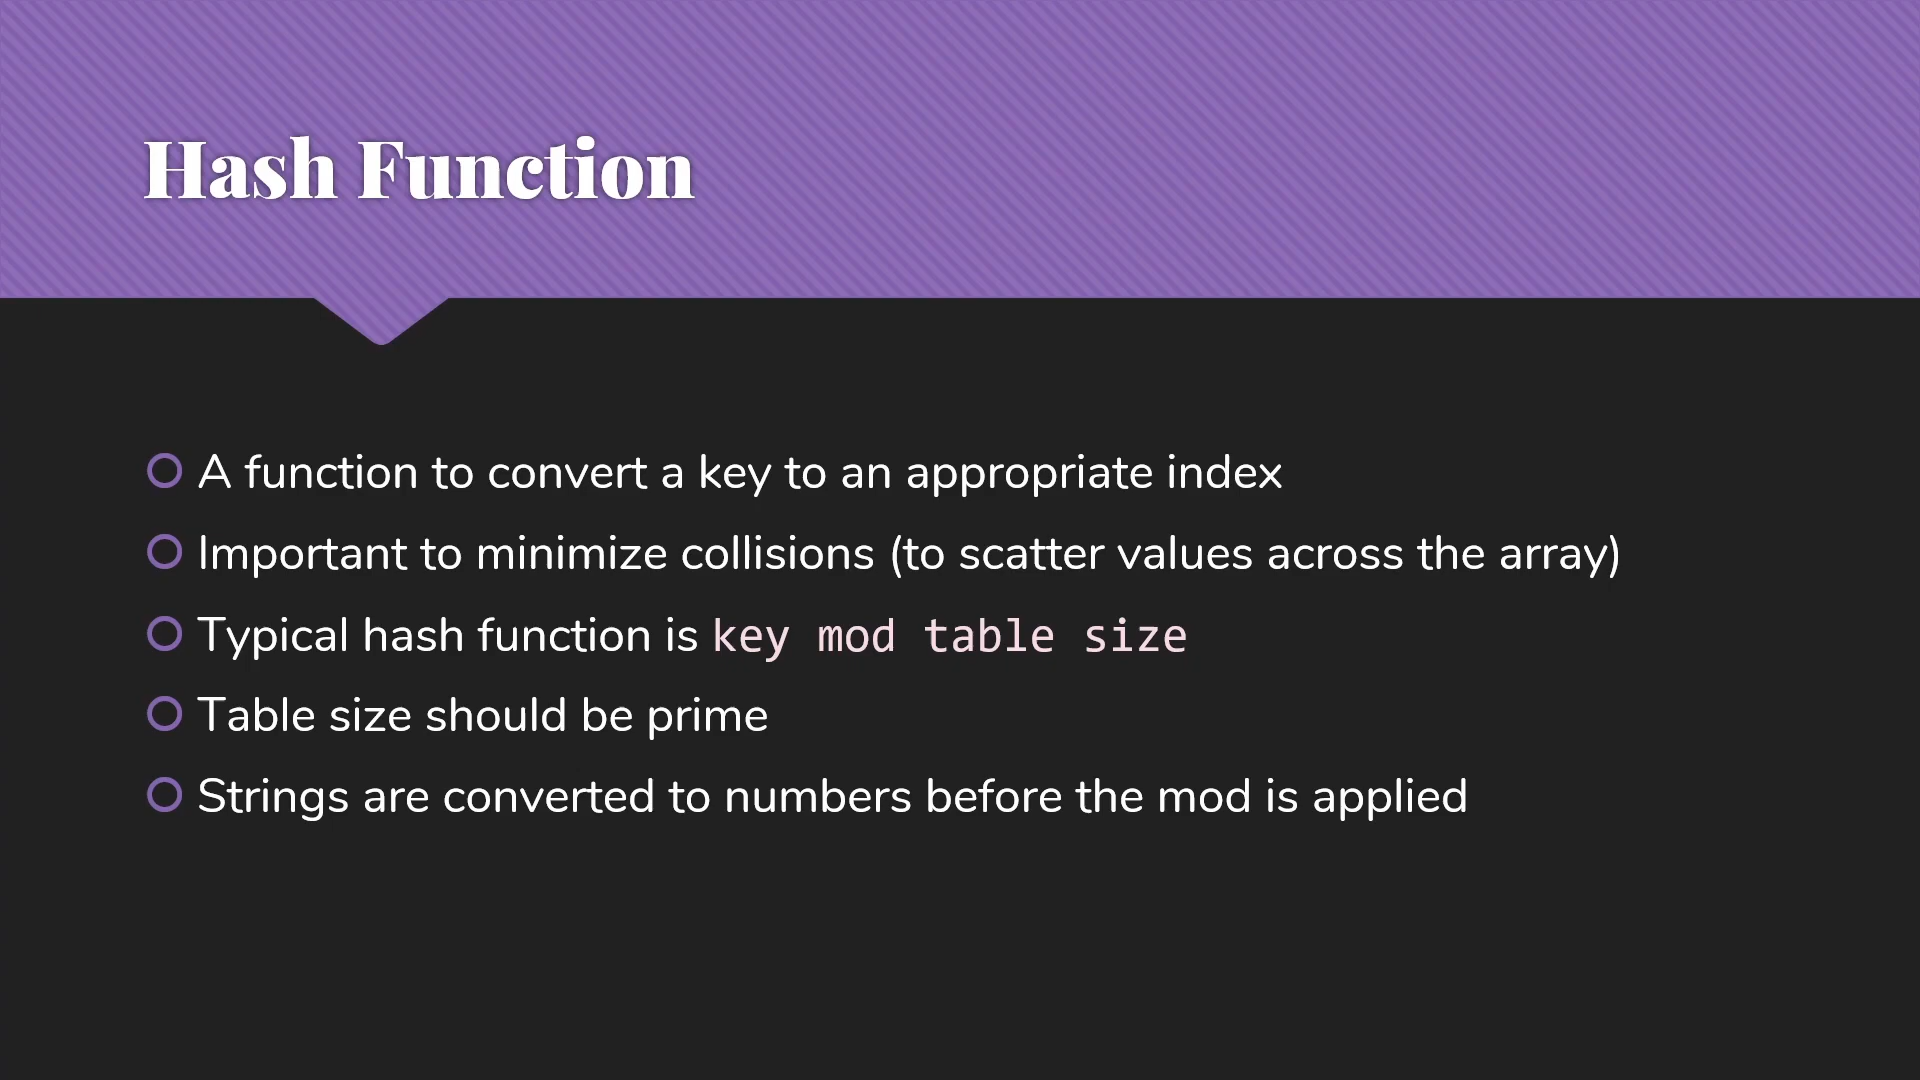 Hash Function
A function to convert a key to an appropriate index
Important to minimize collisions (to scatter values across the array)
Typical hash function is key mod table size
Table size should be prime
Strings are converted to numbers before the mod is applied